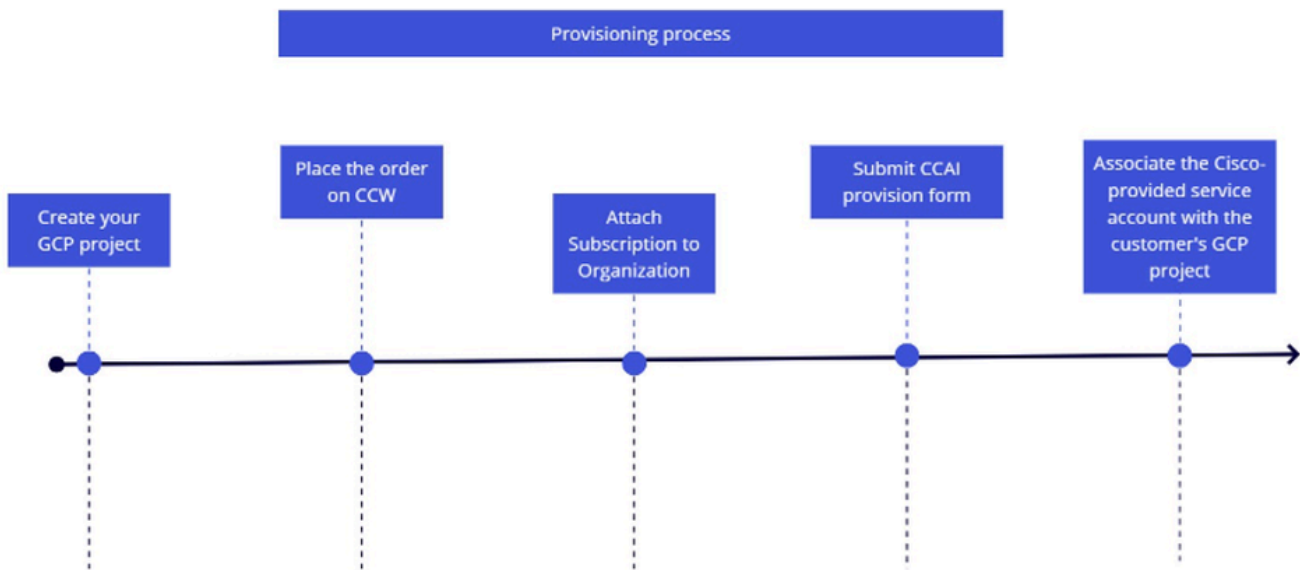 Provisioning process
Create your
GCP project
Place the order
on CCW
Attach
Subscription to
Organization
Submit CCAI
provision form
Associate the Cisco-
provided service
account with the
customer's GCP
project